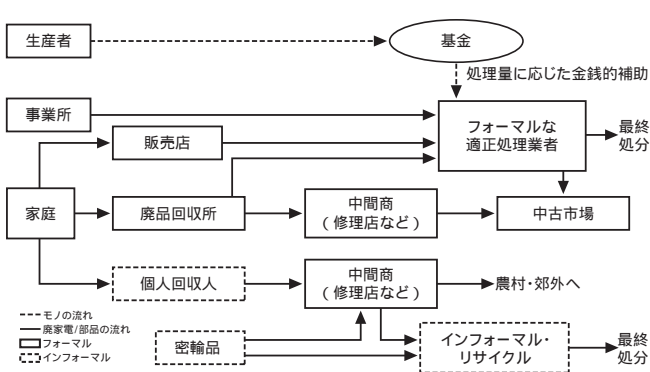 生産者
基金
処理量に応じた金銭的補助
事業所
フォーマルな
適正処理業者
最終
処分
販売店
家庭
廃品回収所
中間商
(修理店など)
中古市場
個人回収人
中間商
(修理店など)
農村・郊外へ
モノの流れ
廃家電/部品の流れ
フォーマル
インフォーマル
密輸品
インフォーマル・
リサイクル
最終
処分